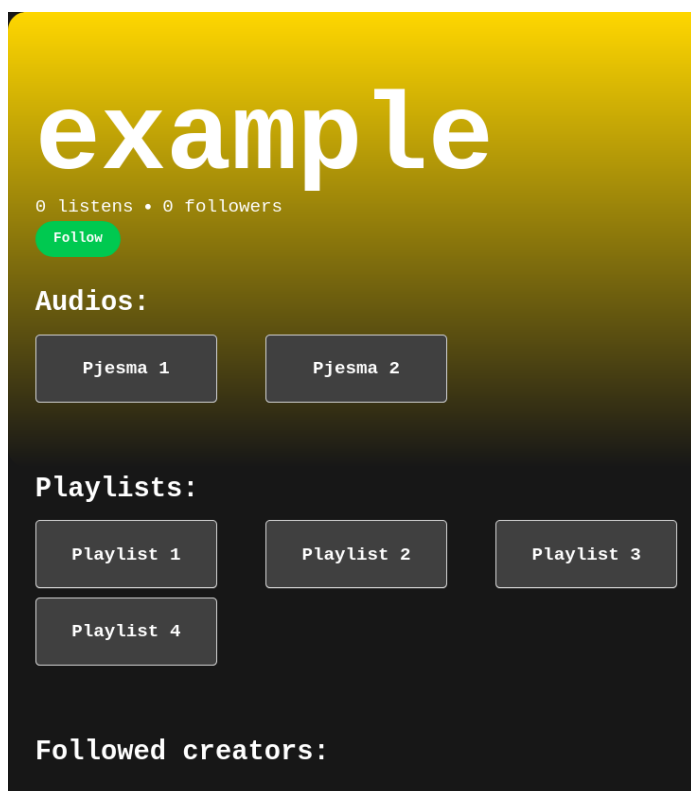 example
0 listens • 0 followers
Follow
Audios:
Pjesma 1
Pjesma 2
Playlists:
Playlist 1
Playlist 2
Playlist 3
Playlist 4
Followed creators: